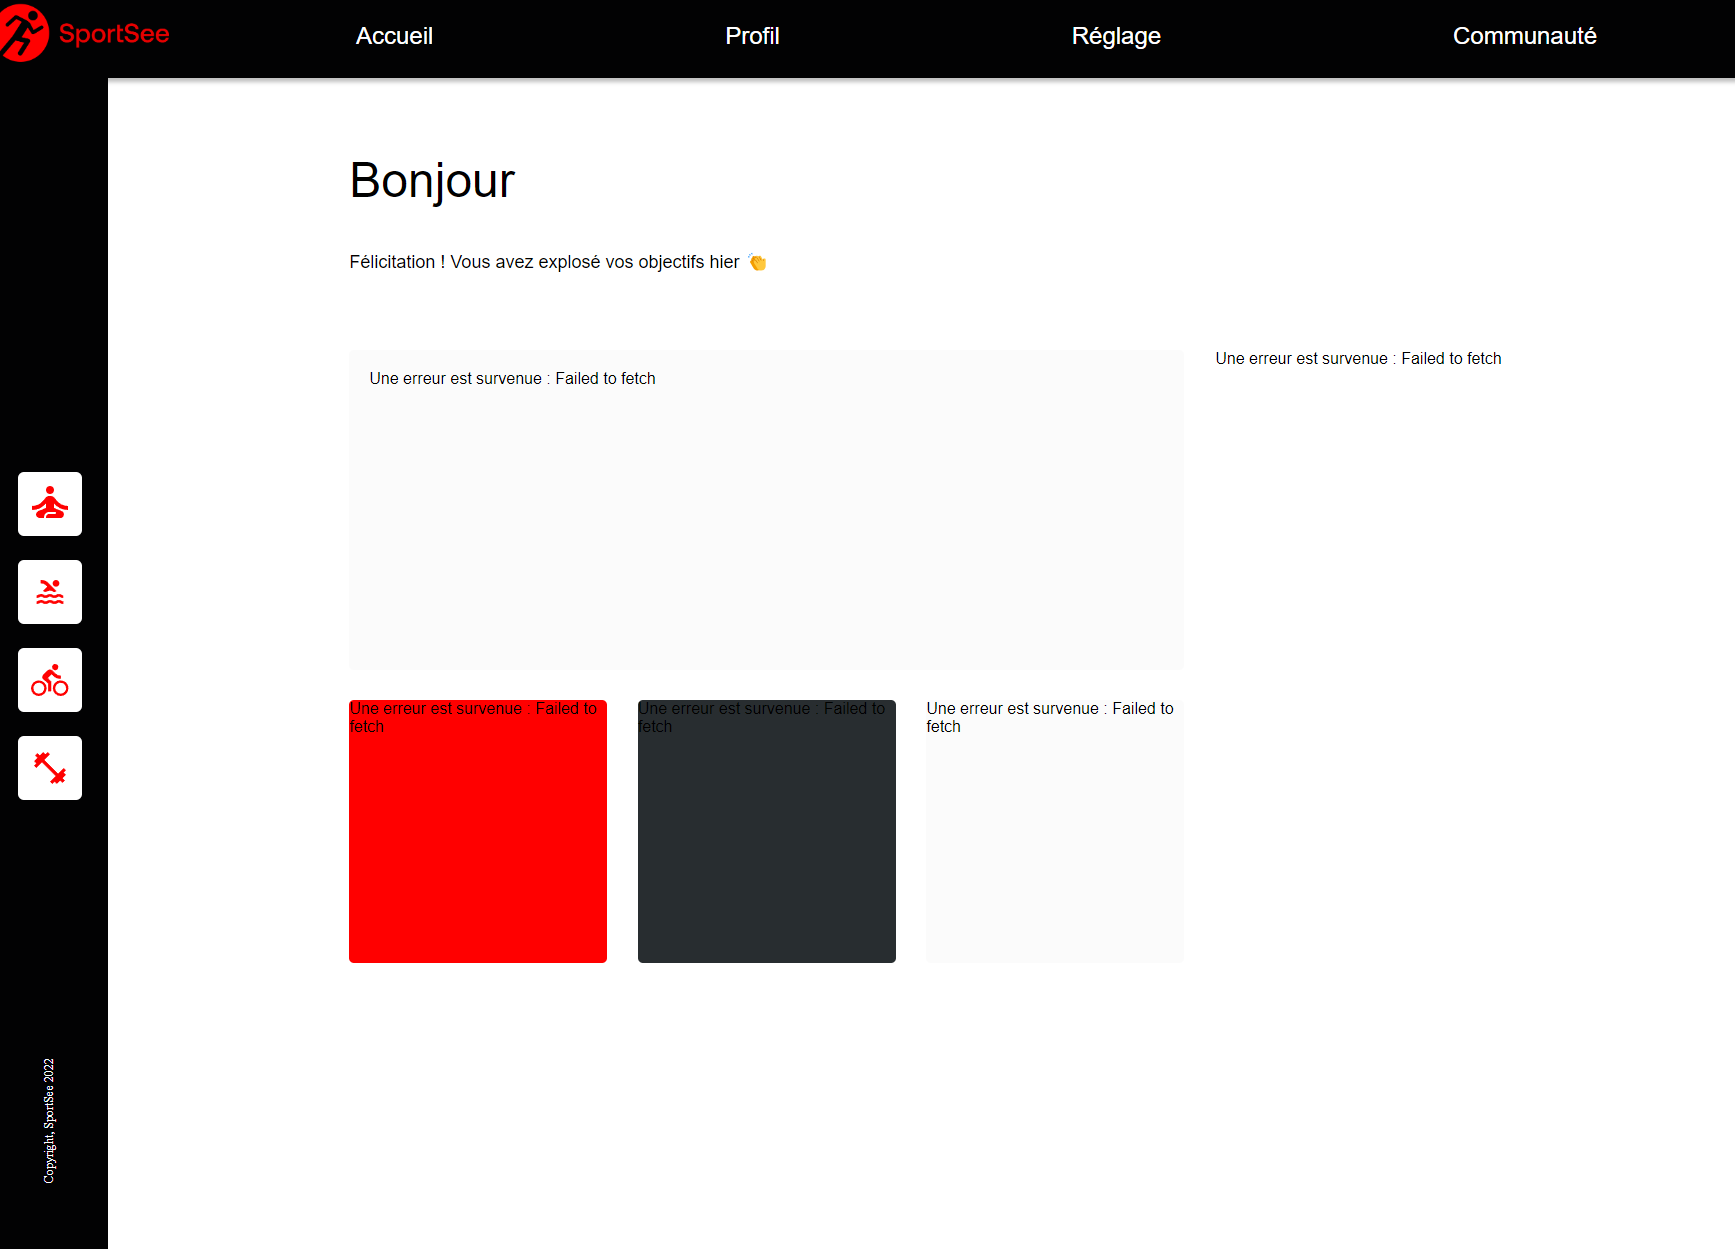 SportSee
Accueil
Profil
Réglage
Communauté
Bonjour
Félicitation ! Vous avez explosé vos objectifs hier 👏
Une erreur est survenue : Failed to fetch
Une erreur est survenue : Failed to fetch
Une erreur est survenue : Failed to
fetch
Une erreur est survenue : Failed to
fetch
Une erreur est survenue : Failed to
fetch
Copyright, SportSee 2022